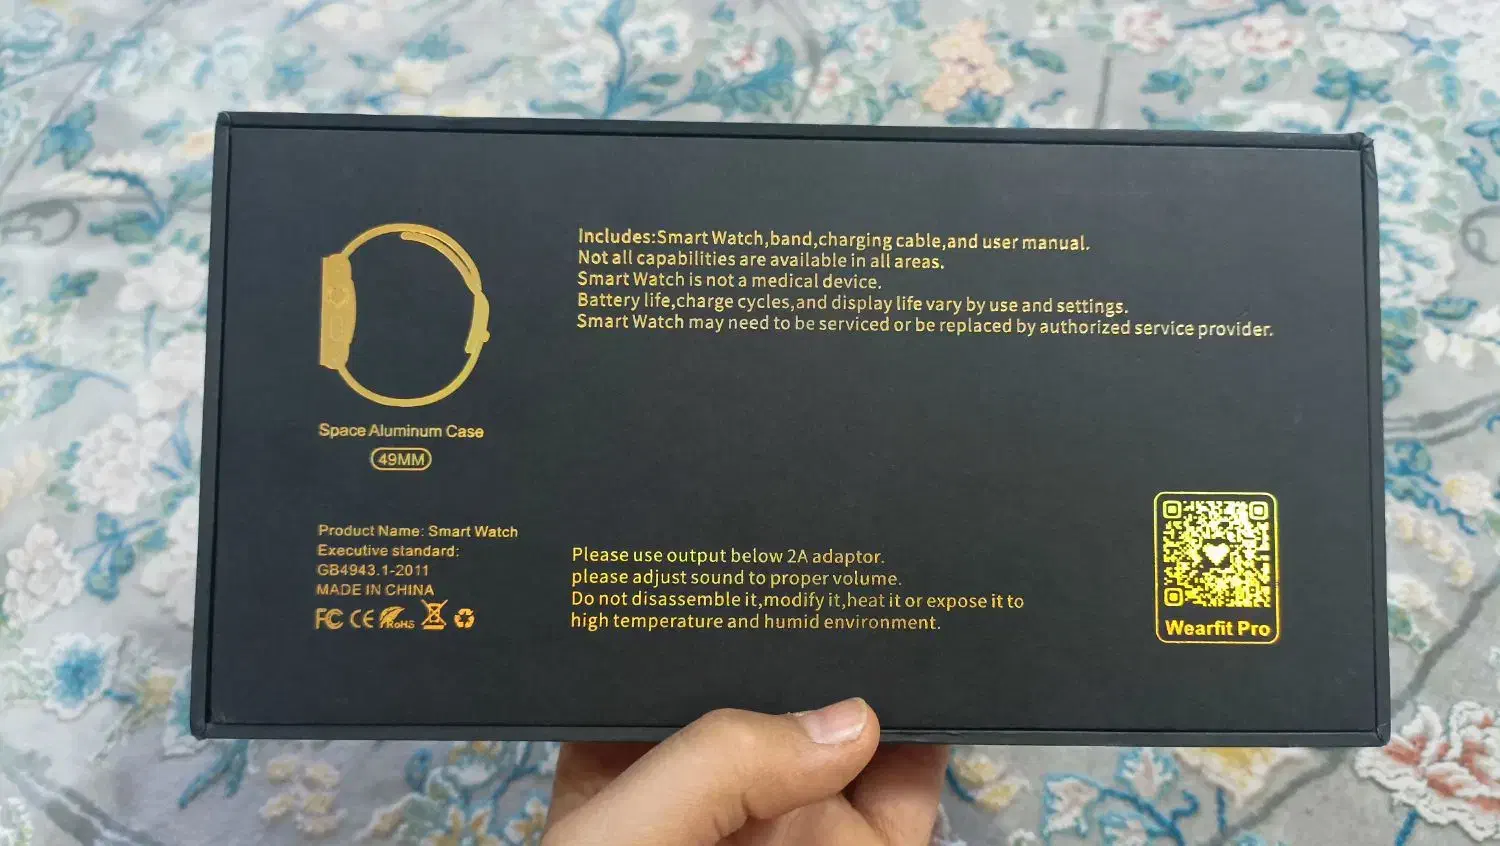 Includes:Smart Watch,band,charging cable,and user manual.
Not all capabilities are available in all areas.
Smart Watch is not a medical device.
Battery life,charge cycles,and display life vary by use and settings.
Smart Watch may need to be serviced or be replaced by authorized service provider.
Space Aluminum Case
49MM
Product Name: Smart Watch
Executive standard:
GB4943.1-2011
MADE IN CHINA
FC CE RoHS
Please use output below 2A adaptor.
please adjust sound to proper volume.
Do not disassemble it,modify it,heat it or expose it to
high temperature and humid environment.
Wearfit Pro